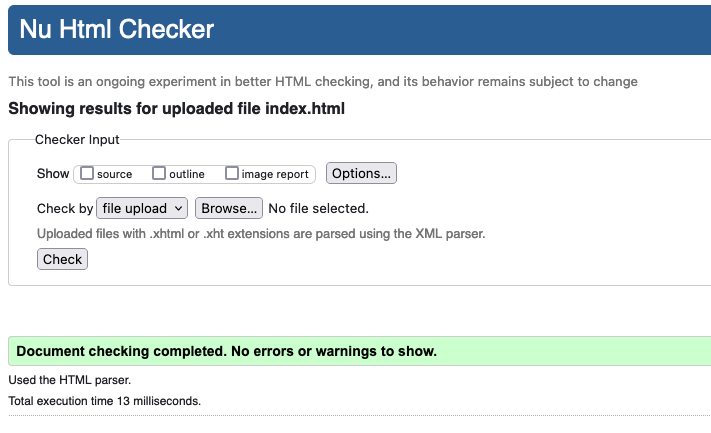 Nu Html Checker
This tool is an ongoing experiment in better HTML checking, and its behavior remains subject to change
Showing results for uploaded file index.html
Checker Input
Show source outline image report Options...
Check by file upload Browse... No file selected.
Uploaded files with .xhtml or .xht extensions are parsed using the XML parser.
Check
Document checking completed. No errors or warnings to show.
Used the HTML parser.
Total execution time 13 milliseconds.